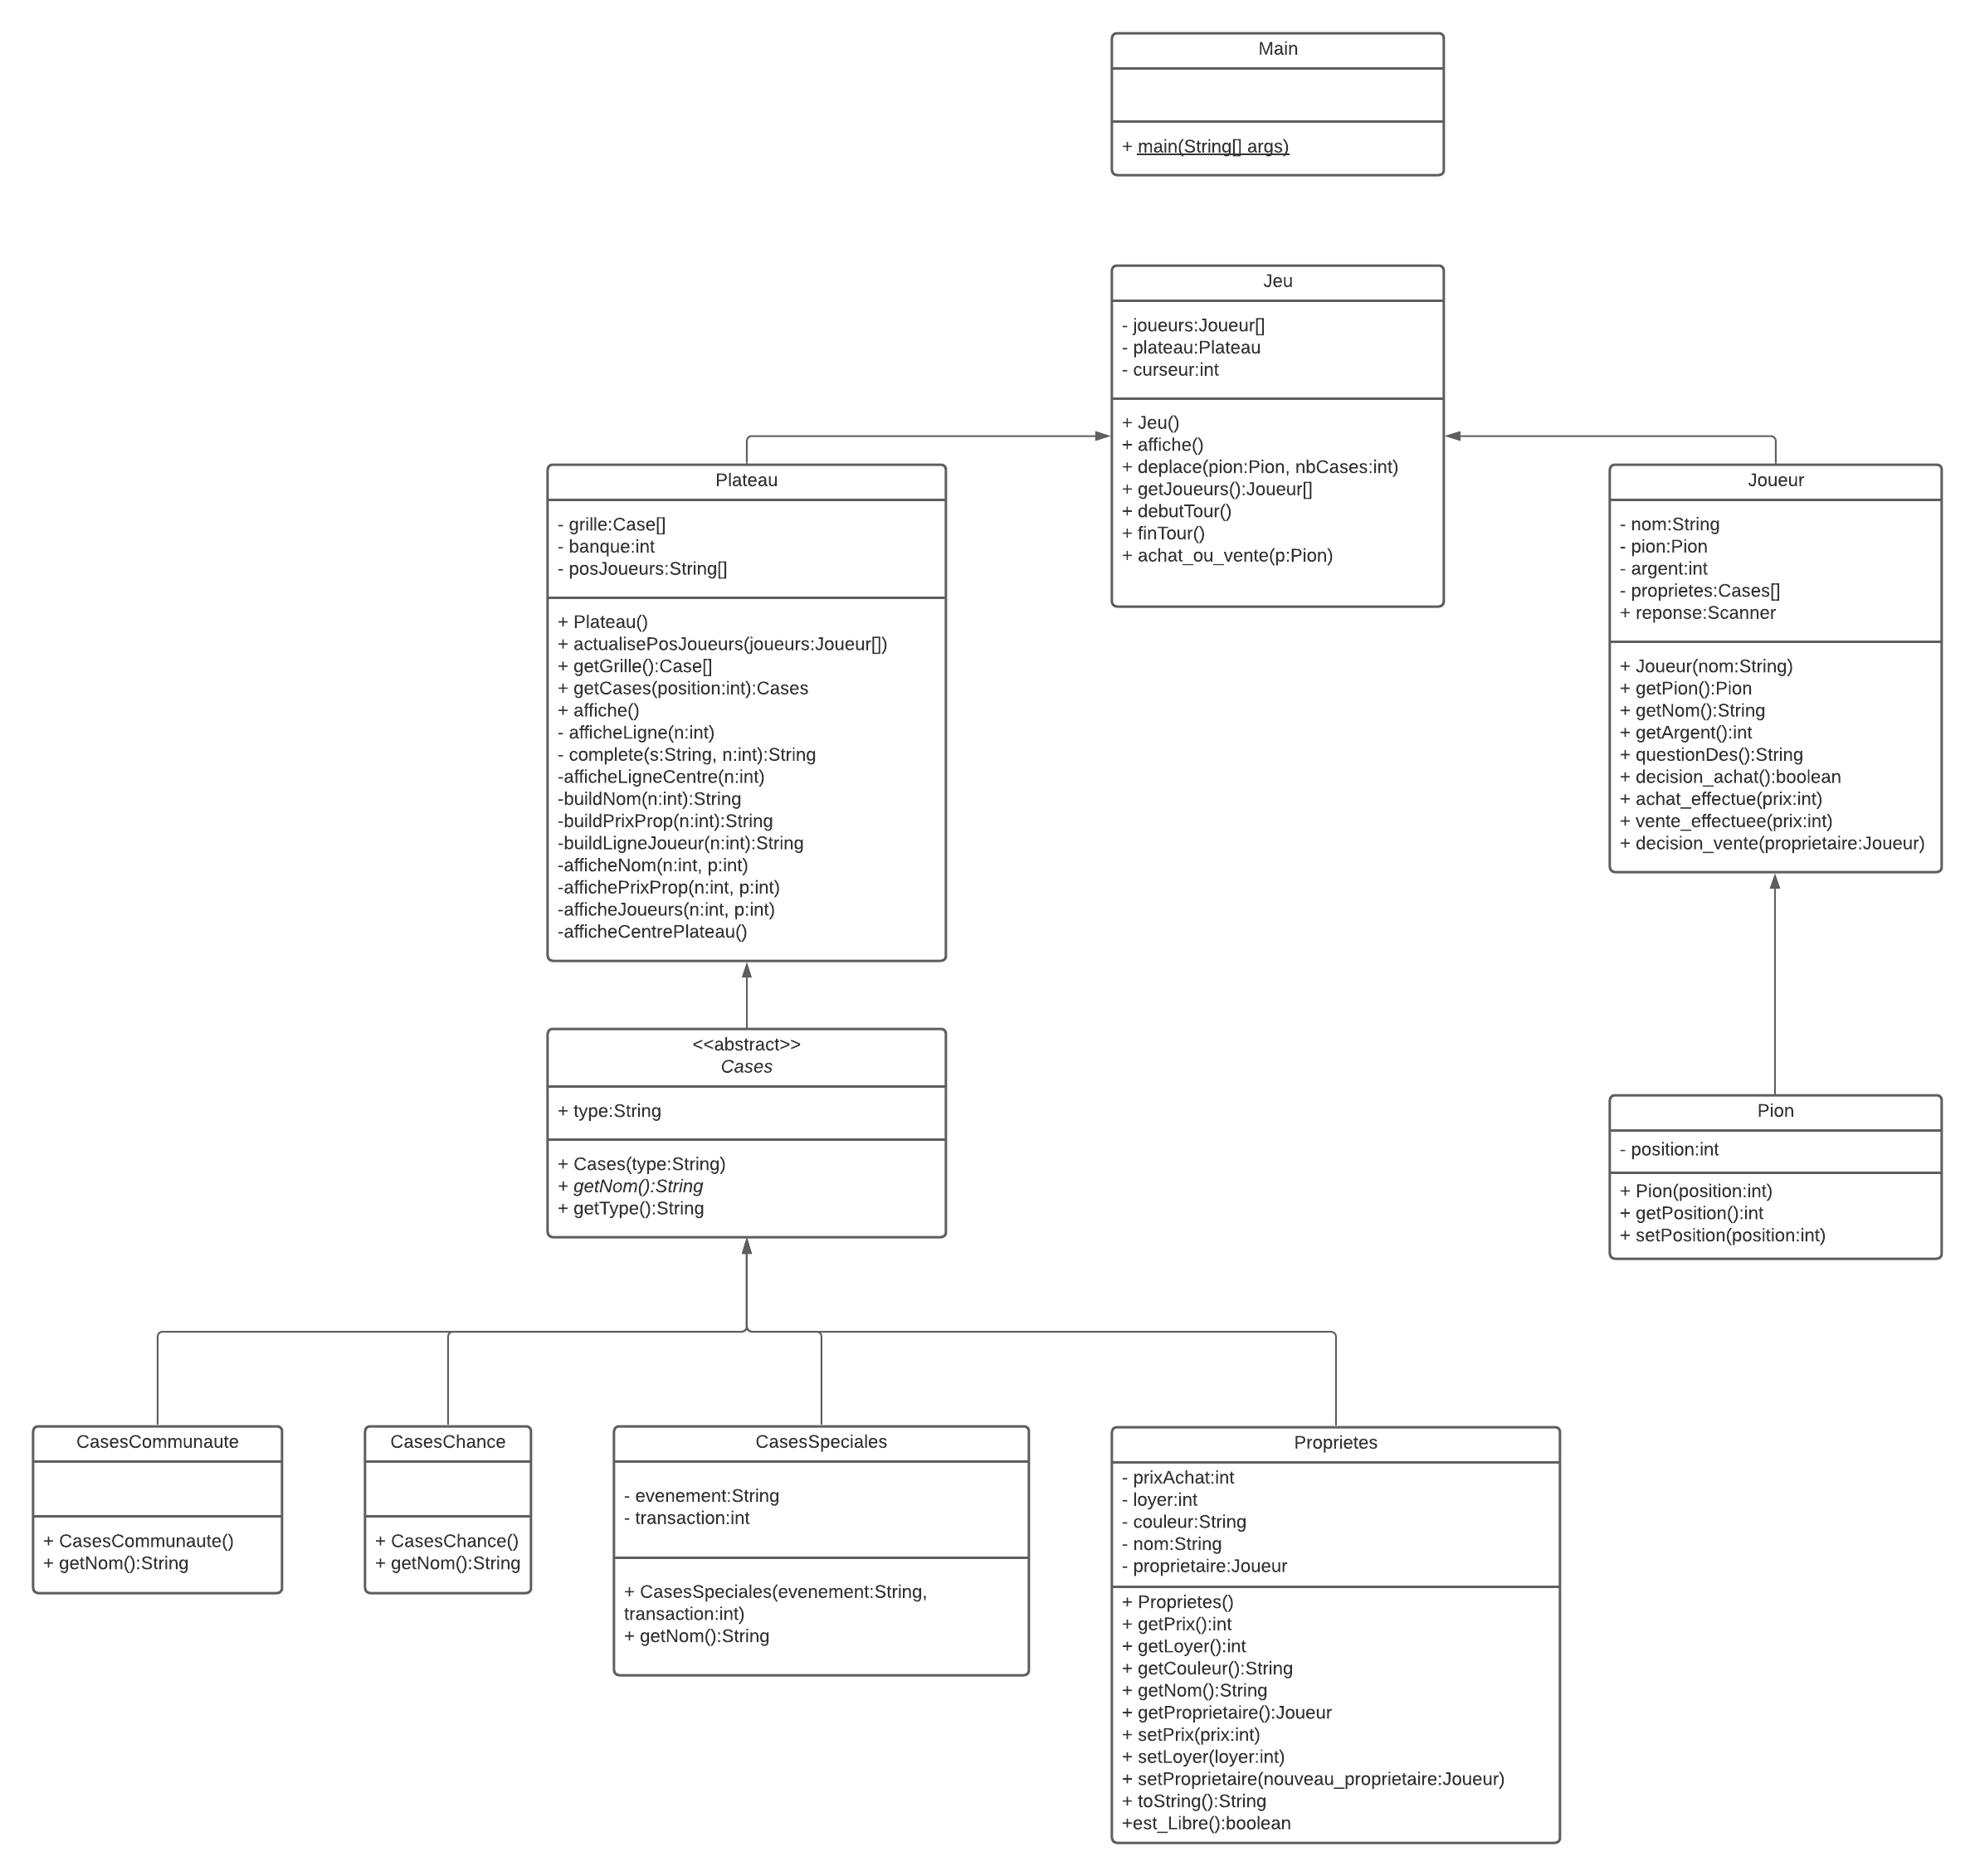 Main
+ main(String[] args)
Jeu
- joueurs:Joueur[]
- plateau:Plateau
- curseur:int
+ Jeu()
+ affiche()
+ deplace(pion:Pion, nbCases:int)
+ getJoueurs():Joueur[]
+ debutTour()
+ finTour()
+ achat_ou_vente(p:Pion)
Plateau
- grille:Case[]
- banque:int
- posJoueurs:String[]
+ Plateau()
+ actualisePosJoueurs(joueurs:Joueur[])
+ getGrille():Case[]
+ getCases(position:int):Cases
+ affiche()
- afficheLigne(n:int)
- complete(s:String, n:int):String
-afficheLigneCentre(n:int)
-buildNom(n:int):String
-buildPrixProp(n:int):String
-buildLigneJoueur(n:int):String
-afficheNom(n:int, p:int)
-affichePrixProp(n:int, p:int)
-afficheJoueurs(n:int, p:int)
-afficheCentrePlateau()
Joueur
- nom:String
- pion:Pion
- argent:int
- proprietes:Cases[]
+ reponse:Scanner
+ Joueur(nom:String)
+ getPion():Pion
+ getNom():String
+ getArgent():int
+ questionDes():String
+ decision_achat():boolean
+ achat_effectue(prix:int)
+ vente_effectuee(prix:int)
+ decision_vente(proprietaire:Joueur)
<<abstract>>
Cases
+ type:String
+ Cases(type:String)
+ getNom():String
+ getType():String
Pion
- position:int
+ Pion(position:int)
+ getPosition():int
+ setPosition(position:int)
CasesCommunaute
+ CasesCommunaute()
+ getNom():String
CasesChance
+ CasesChance()
+ getNom():String
CasesSpeciales
- evenement:String
- transaction:int
+ CasesSpeciales(evenement:String,
transaction:int)
+ getNom():String
Proprietes
- prixAchat:int
- loyer:int
- couleur:String
- nom:String
- proprietaire:Joueur
+ Proprietes()
+ getPrix():int
+ getLoyer():int
+ getCouleur():String
+ getNom():String
+ getProprietaire():Joueur
+ setPrix(prix:int)
+ setLoyer(loyer:int)
+ setProprietaire(nouveau_proprietaire:Joueur)
+ toString():String
+est_Libre():boolean